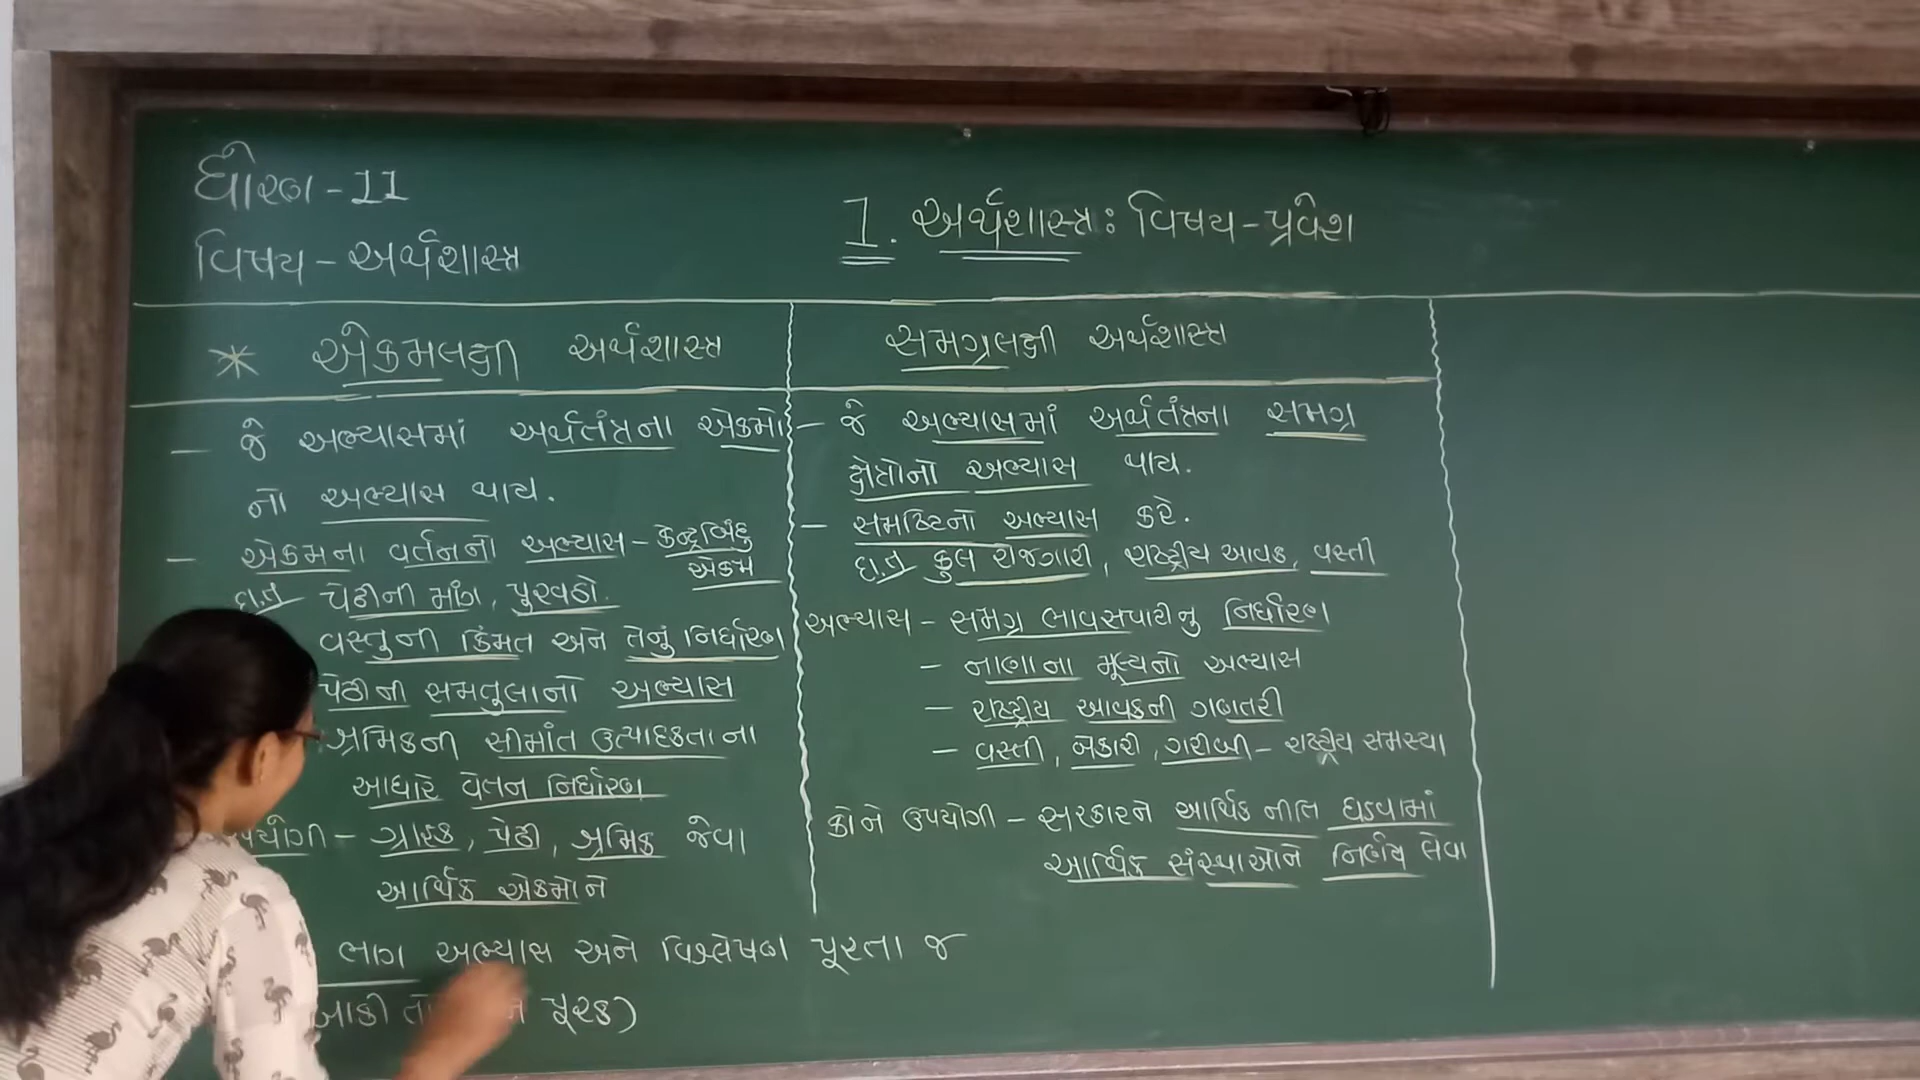 ધોરણ-11
વિષય - અર્થશાસ્ત્ર
1. અર્થશાસ્ત્ર: વિષય-પ્રવેશ
* એકમલક્ષી અર્થશાસ્ત્ર
- જે અભ્યાસમાં અર્થતંત્રના એકમો
નો અભ્યાસ થાય.
- એકમના વર્તનનો અભ્યાસ - કેન્દ્રબિંદુ
એકમ
દા.ત પેઢીની માંગ, પુરવઠો.
વસ્તુની કિંમત અને તેનું નિર્ધારણ
પેઢીની સમતુલાનો અભ્યાસ
શ્રમિકની સીમાંત ઉત્પાદકતાના
આધારે વેતન નિર્ધારણ
- ગ્રાહક, પેઢી, શ્રમિક જેવા
આર્થિક એકમોને
સમગ્રલક્ષી અર્થશાસ્ત્ર
- જે અભ્યાસમાં અર્થતંત્રના સમગ્ર
ક્ષેત્રોનો અભ્યાસ થાય.
- સમષ્ટિનો અભ્યાસ કરે.
દા.ત કુલ રોજગારી, રાષ્ટ્રીય આવક, વસ્તી
અભ્યાસ - સમગ્ર ભાવસપાટીનુ નિર્ધારણ
- નાણાના મૂલ્યનો અભ્યાસ
- રાષ્ટ્રીય આવકની ગણતરી
- વસ્તી, બેકારી, ગરીબી - રાષ્ટ્રીય સમસ્યા
કોને ઉપયોગી - સરકારને આર્થિક નીતિ ઘડવામાં
આર્થિક સંસ્થાઓને નિર્ણય લેવા
ભાગ અભ્યાસ અને વિશ્લેષણ પૂરતા જ
બાકી પૂરક)